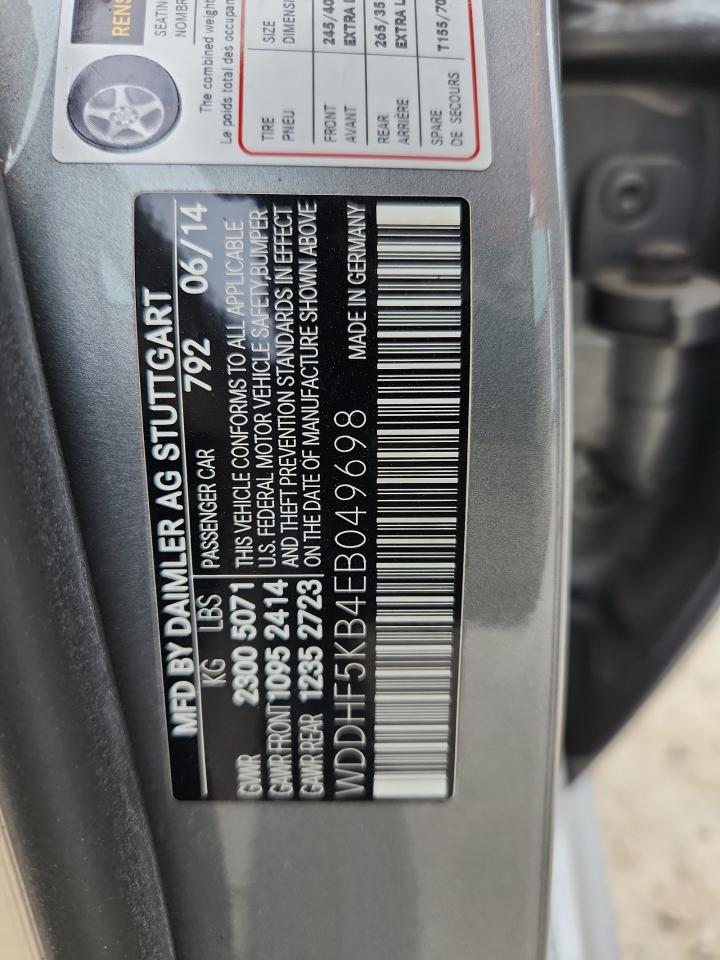 RENS
SEATIN
NOMBR
The combined weight
Le poids total des occupan
TIRE SIZE
PNEU DIMENSI
FRONT 245/40
AVANT EXTRA L
REAR 265/35
ARRIÈRE EXTRA L
SPARE T155/70
DE SECOURS
MFD BY DAIMLER AG STUTTGART
KG LBS PASSENGER CAR 792 06/14
GVWR 2300 5071 THIS VEHICLE CONFORMS TO ALL APPLICABLE
U.S. FEDERAL MOTOR VEHICLE SAFETY,BUMPER
GAWR FRONT 1095 2414 AND THEFT PREVENTION STANDARDS IN EFFECT
GAWR REAR 1235 2723 ON THE DATE OF MANUFACTURE SHOWN ABOVE
WDDHF5KB4EB049698 MADE IN GERMANY